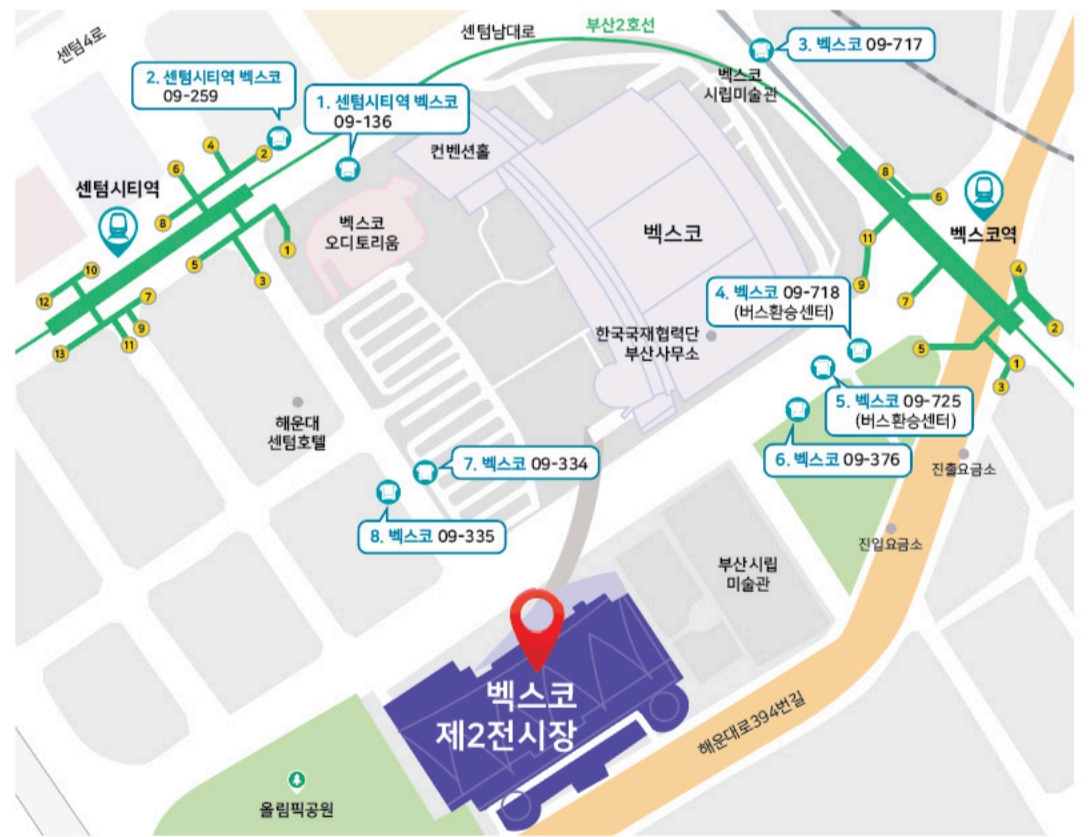 센텀4로
센텀남대로
부산2호선
2. 센텀시티역 벡스코
09-259
1. 센텀시티역 벡스코
09-136
3. 벡스코 09-717
벡스코
시립미술관
컨벤션홀
센텀시티역
벡스코
오디토리움
벡스코
벡스코역
4
2
6
8
1
5
3
10
12
7
9
11
13
8
6
11
9
7
4
2
5
1
3
4. 벡스코 09-718
(버스환승센터)
한국국재협력단
부산사무소
5. 벡스코 09-725
(버스환승센터)
6. 벡스코 09-376
해운대
센텀호텔
7. 벡스코 09-334
8. 벡스코 09-335
진출요금소
진입요금소
부산시립
미술관
벡스코
제2전시장
해운대로394번길
올림픽공원